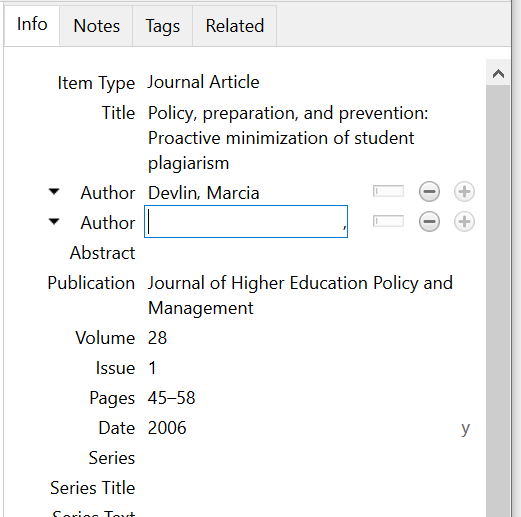 Info Notes Tags Related
Item Type Journal Article
Title Policy, preparation, and prevention:
Proactive minimization of student
plagiarism
Author Devlin, Marcia
Author ,
Abstract
Publication Journal of Higher Education Policy and
Management
Volume 28
Issue 1
Pages 45–58
Date 2006 y
Series
Series Title
Series Text